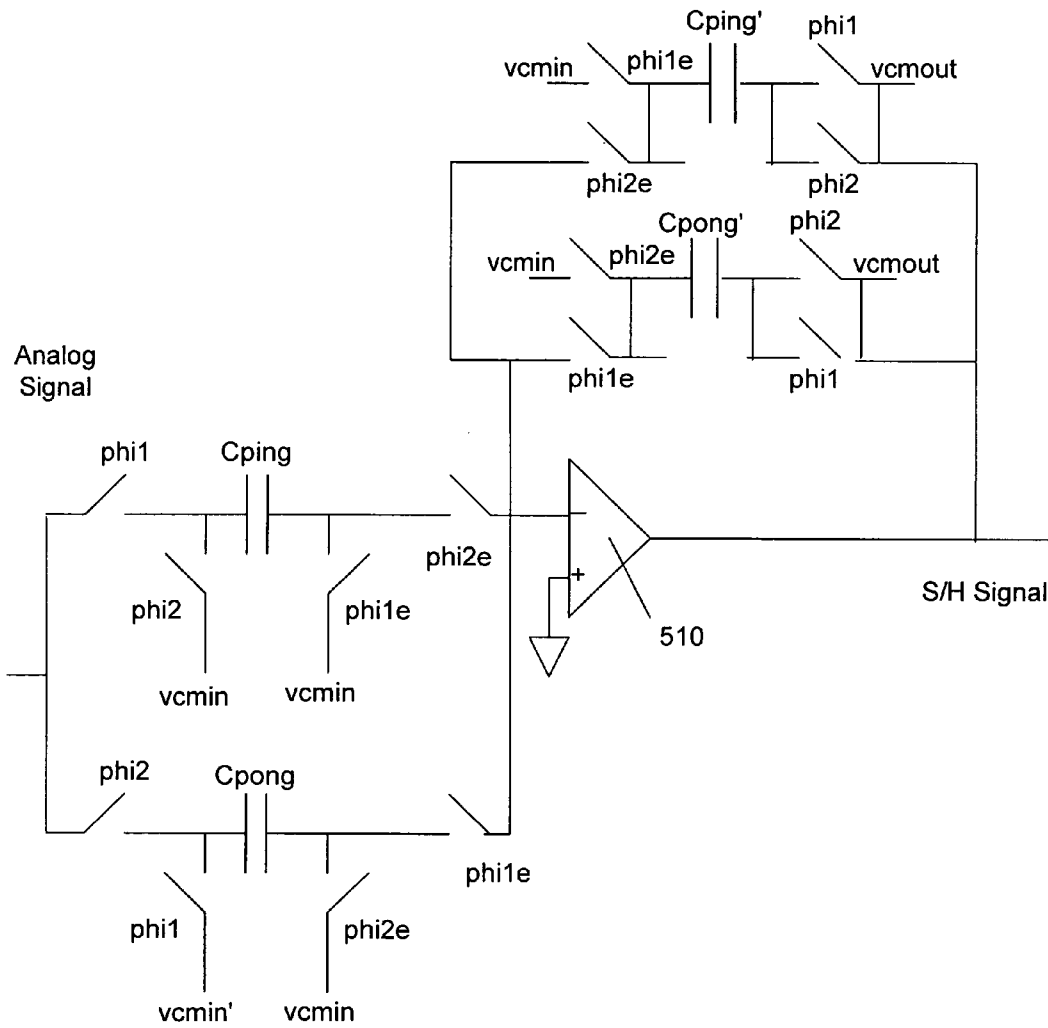 Cping'
phi1
vcmin
phi1e
vcmout
phi2e
phi2
Cpong'
phi2
vcmin
phi2e
vcmout
phi1e
phi1
Analog
Signal
phi1
Cping
phi2e
−
+
phi2
phi1e
510
S/H Signal
vcmin
vcmin
phi2
Cpong
phi1e
phi1
phi2e
vcmin'
vcmin